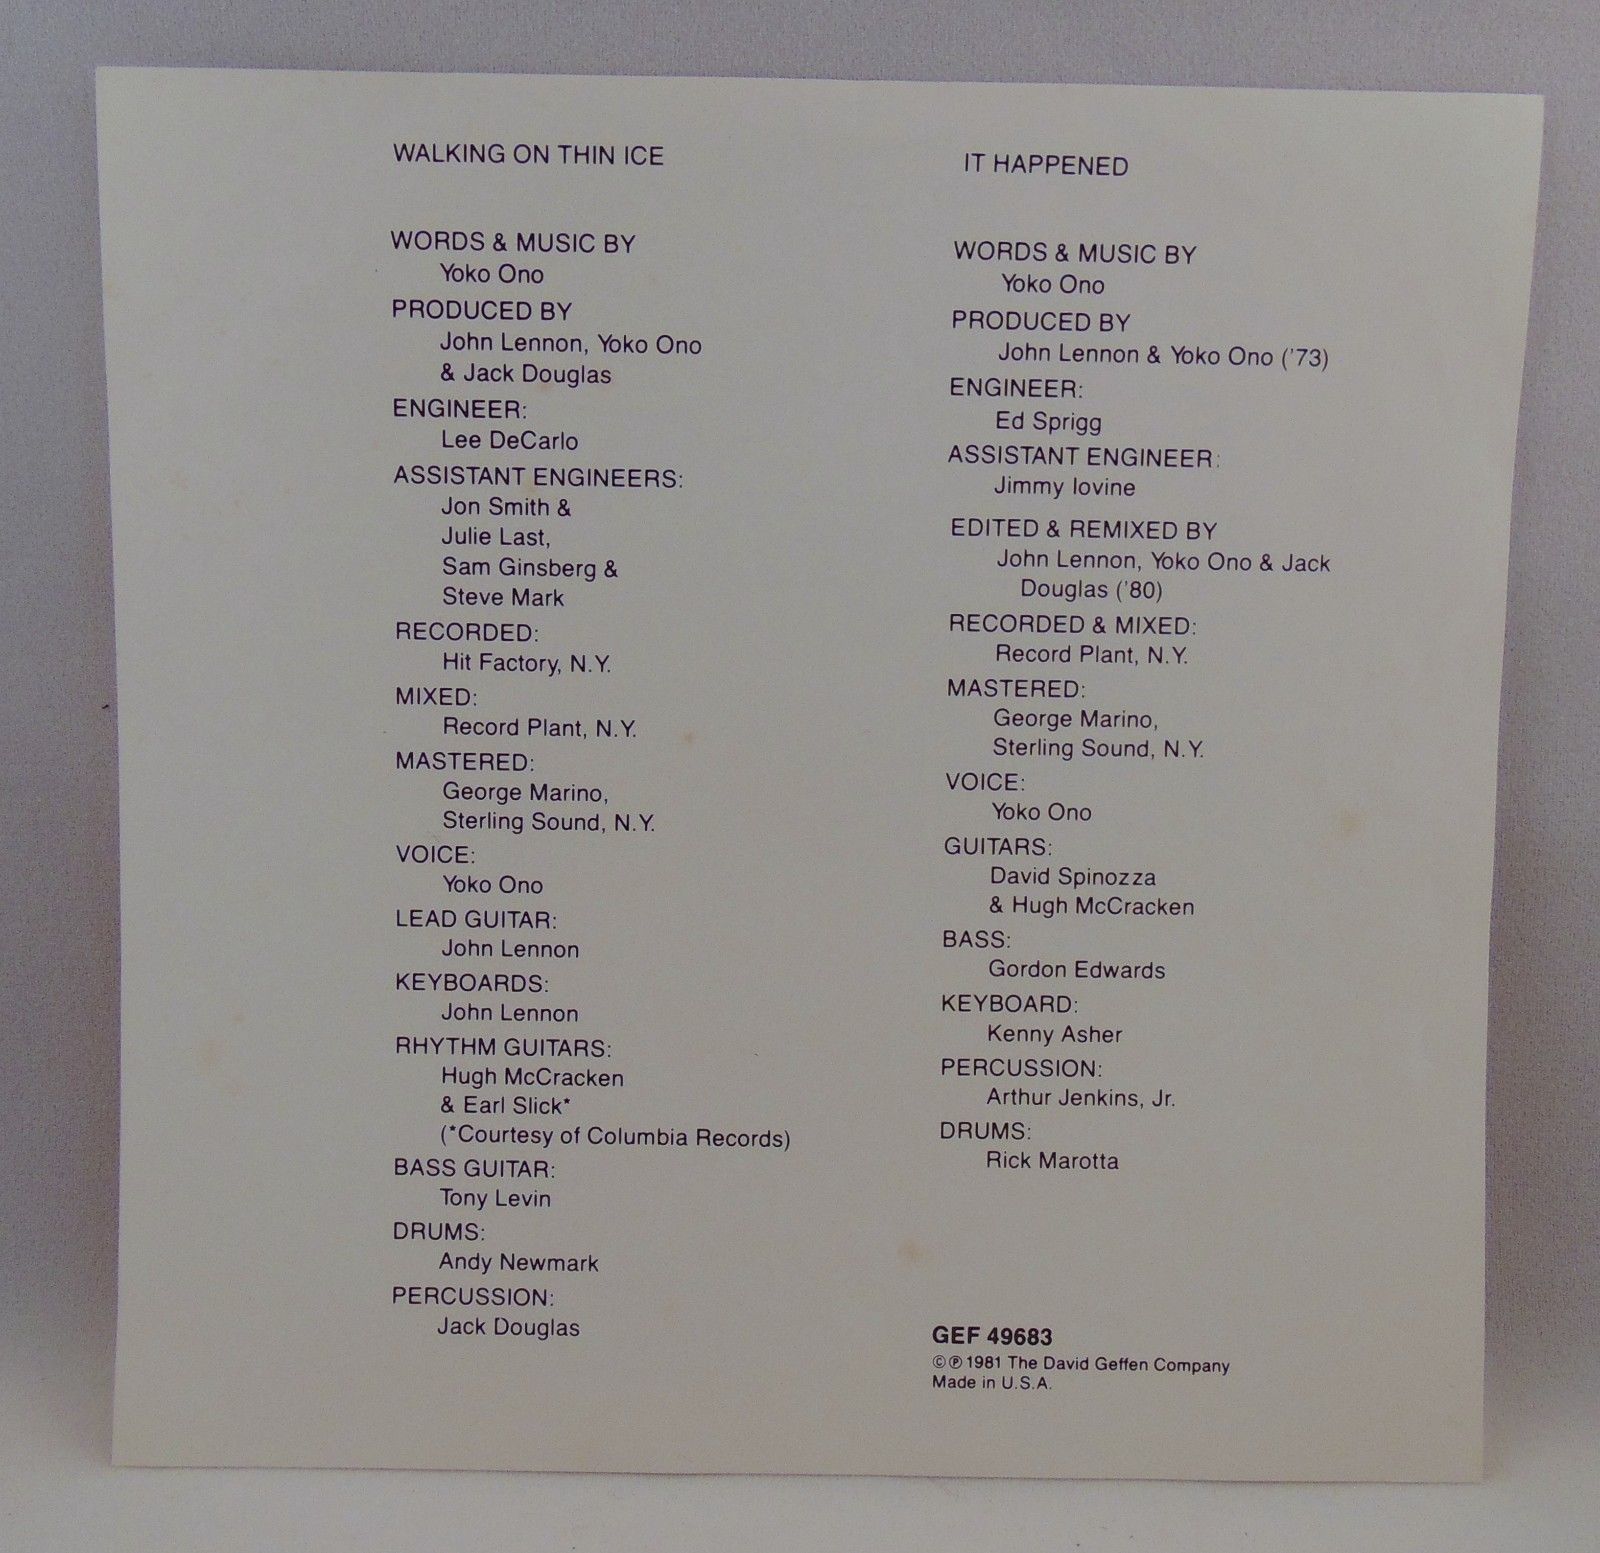 WALKING ON THIN ICE
WORDS & MUSIC BY
Yoko Ono
PRODUCED BY
John Lennon, Yoko Ono
& Jack Douglas
ENGINEER:
Lee DeCarlo
ASSISTANT ENGINEERS:
Jon Smith &
Julie Last,
Sam Ginsberg &
Steve Mark
RECORDED:
Hit Factory, N.Y.
MIXED:
Record Plant, N.Y.
MASTERED:
George Marino,
Sterling Sound, N.Y.
VOICE:
Yoko Ono
LEAD GUITAR:
John Lennon
KEYBOARDS:
John Lennon
RHYTHM GUITARS:
Hugh McCracken
& Earl Slick*
(*Courtesy of Columbia Records)
BASS GUITAR:
Tony Levin
DRUMS:
Andy Newmark
PERCUSSION:
Jack Douglas
IT HAPPENED
WORDS & MUSIC BY
Yoko Ono
PRODUCED BY
John Lennon & Yoko Ono ('73)
ENGINEER:
Ed Sprigg
ASSISTANT ENGINEER:
Jimmy Iovine
EDITED & REMIXED BY
John Lennon, Yoko Ono & Jack
Douglas ('80)
RECORDED & MIXED:
Record Plant, N.Y.
MASTERED:
George Marino,
Sterling Sound, N.Y.
VOICE:
Yoko Ono
GUITARS:
David Spinozza
& Hugh McCracken
BASS:
Gordon Edwards
KEYBOARD:
Kenny Asher
PERCUSSION:
Arthur Jenkins, Jr.
DRUMS:
Rick Marotta
GEF 49683
©℗ 1981 The David Geffen Company
Made in U.S.A.